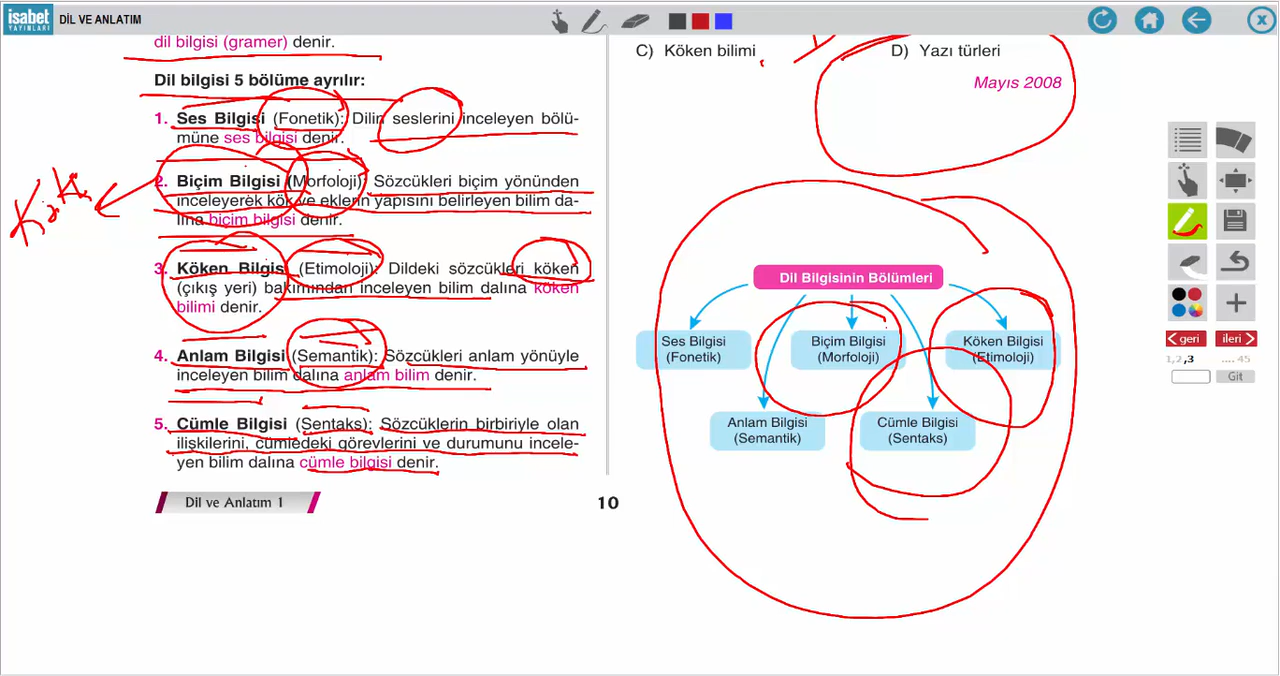 isabet
YAYINLARI
DİL VE ANLATIM
dil bilgisi (gramer) denir.
Dil bilgisi 5 bölüme ayrılır:
1. Ses Bilgisi (Fonetik): Dilin seslerini inceleyen bölü-
müne ses bilgisi denir.
2. Biçim Bilgisi (Morfoloji): Sözcükleri biçim yönünden
inceleyerek kök ve eklerin yapısını belirleyen bilim da-
lına biçim bilgisi denir.
3. Köken Bilgisi (Etimoloji): Dildeki sözcükleri köken
(çıkış yeri) bakımından inceleyen bilim dalına köken
bilimi denir.
4. Anlam Bilgisi (Semantik): Sözcükleri anlam yönüyle
inceleyen bilim dalına anlam bilim denir.
5. Cümle Bilgisi (Sentaks): Sözcüklerin birbiriyle olan
ilişkilerini, cümledeki görevlerini ve durumunu incele-
yen bilim dalına cümle bilgisi denir.
Dil ve Anlatım 1
10
C) Köken bilimi D) Yazı türleri
Mayıs 2008
Dil Bilgisinin Bölümleri
Ses Bilgisi
(Fonetik)
Biçim Bilgisi
(Morfoloji)
Köken Bilgisi
(Etimoloji)
Anlam Bilgisi
(Semantik)
Cümle Bilgisi
(Sentaks)
geri ileri
1,2,3 .... 45
Git